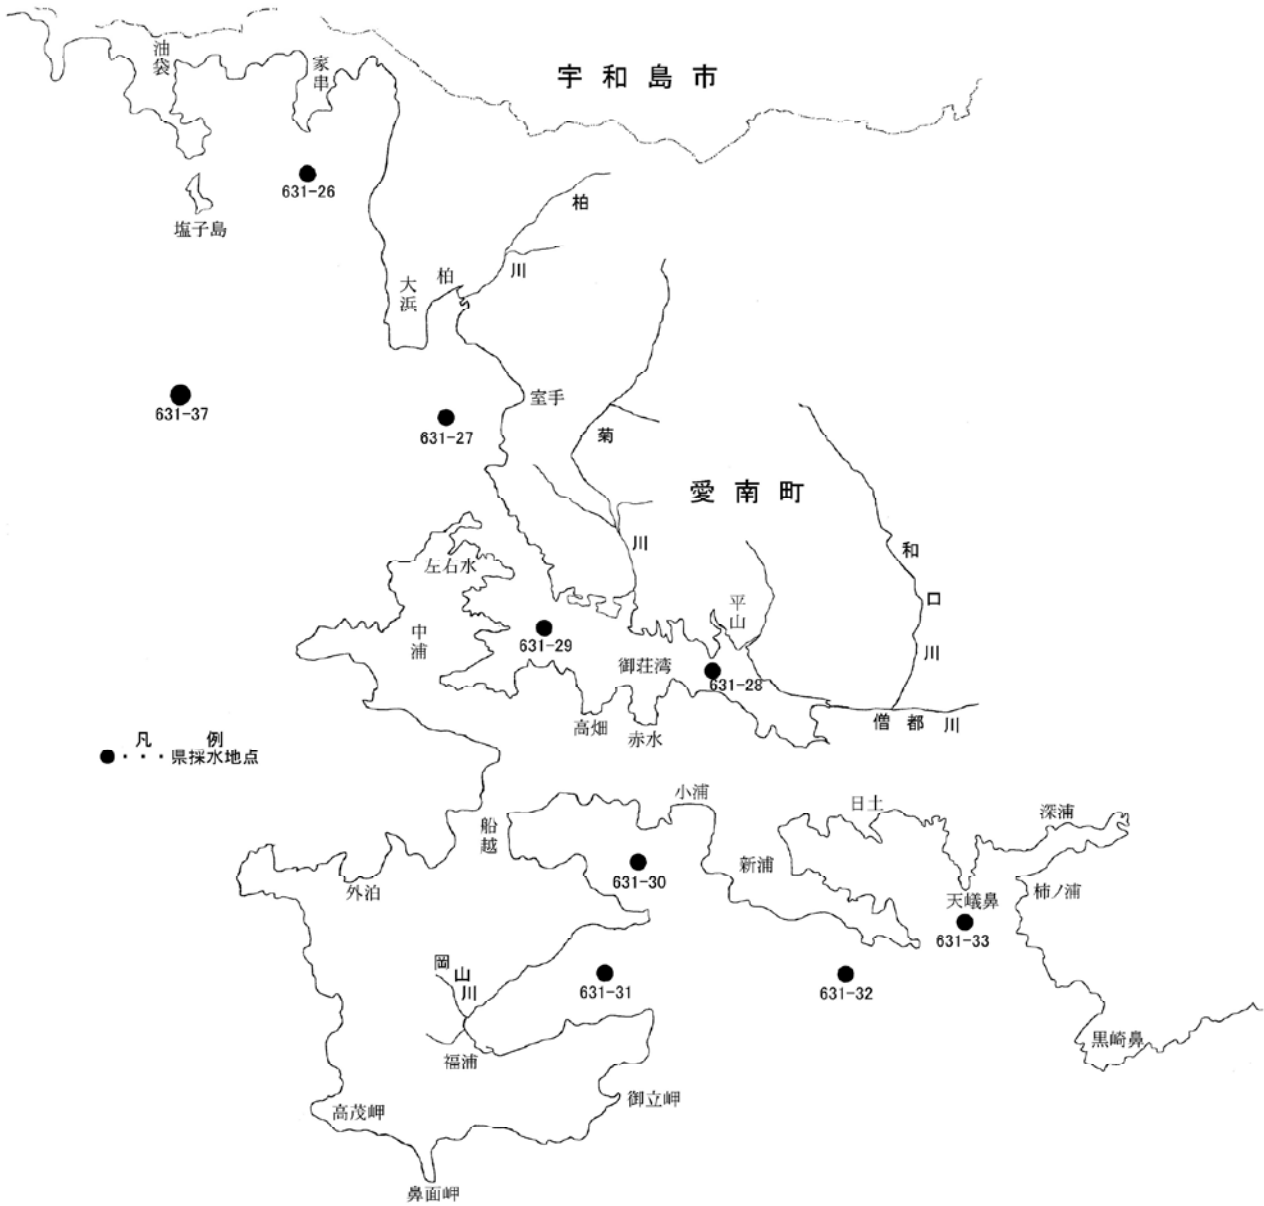 宇和島市
油袋
家串
631-26
塩子島
柏
川
柏
大浜
631-37
631-27
室手
菊
川
愛南町
和
口
川
左右水
中浦
平山
631-29
御荘湾
631-28
高畑
赤水
僧都川
凡例
●・・・県採水地点
小浦
船越
日土
深浦
新浦
631-30
外泊
柿ノ浦
天嶬鼻
631-33
岡
山
川
631-31
631-32
福浦
黒崎鼻
御立岬
高茂岬
鼻面岬